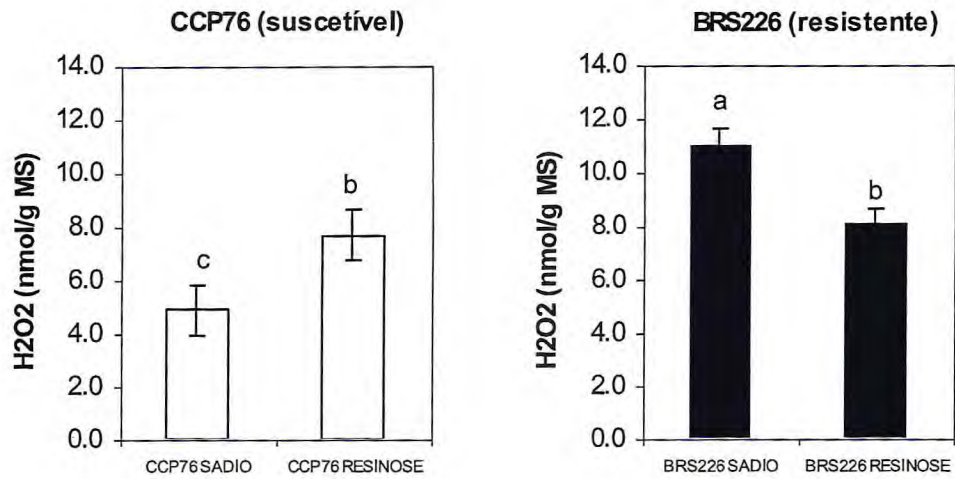 CCP76 (suscetível)
14.0
12.0
10.0
8.0
6.0
4.0
2.0
0.0
H2O2 (nmol/g MS)
c
b
CCP76 SADIO CCP76 RESINOSE
BRS226 (resistente)
14.0
12.0
10.0
8.0
6.0
4.0
2.0
0.0
H2O2 (nmol/g MS)
a
b
BRS226 SADIO BRS226 RESINOSE